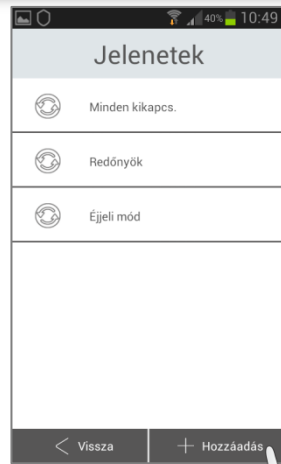 40% 10:49
Jelenetek
Minden kikapcs.
Redőnyök
Éjjeli mód
Vissza
Hozzáadás